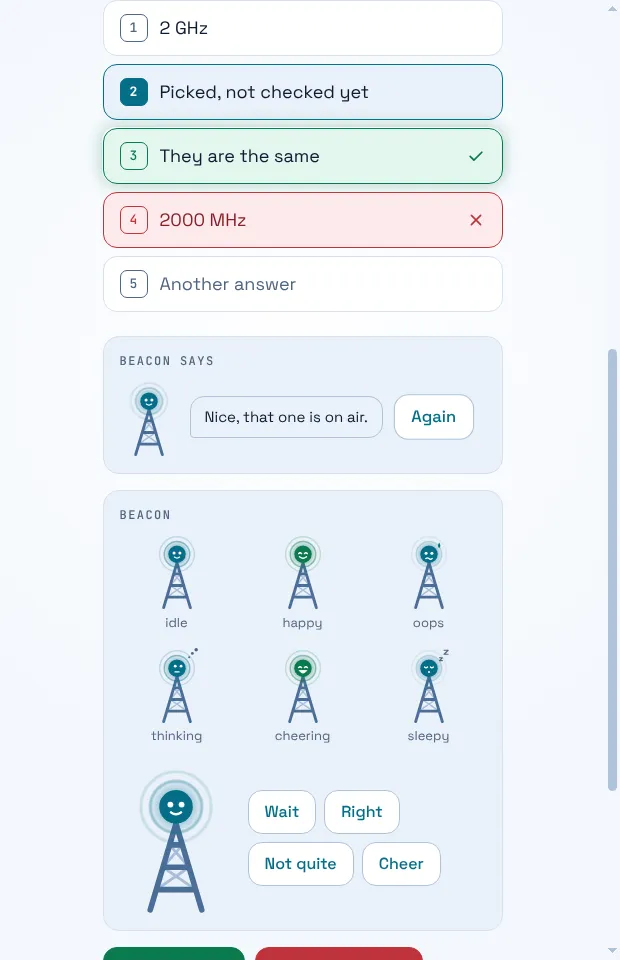 1 2 GHz
2 Picked, not checked yet
3 They are the same
4 2000 MHz
5 Another answer
BEACON SAYS
Nice, that one is on air. Again
BEACON
idle happy oops
z z
thinking cheering sleepy
Wait Right
Not quite Cheer